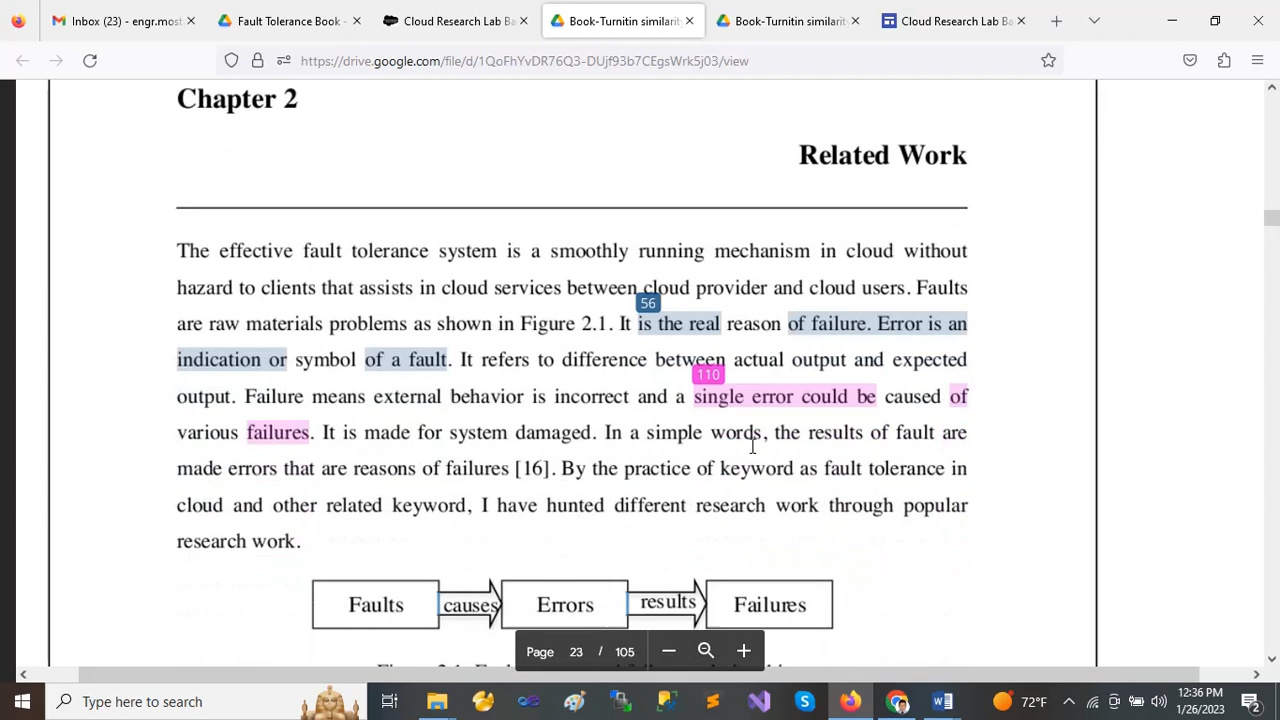 Inbox (23) - engr.most
Fault Tolerance Book -
Cloud Research Lab Ba
Book-Turnitin similarit
Book-Turnitin similarit
Cloud Research Lab Ba
https://drive.google.com/file/d/1QoFhYvDR76Q3-DUjf93b7CEgsWrk5j03/view
Chapter 2
Related Work
The effective fault tolerance system is a smoothly running mechanism in cloud without
hazard to clients that assists in cloud services between cloud provider and cloud users. Faults
56
are raw materials problems as shown in Figure 2.1. It is the real reason of failure. Error is an
indication or symbol of a fault. It refers to difference between actual output and expected
110
output. Failure means external behavior is incorrect and a single error could be caused of
various failures. It is made for system damaged. In a simple words, the results of fault are
made errors that are reasons of failures [16]. By the practice of keyword as fault tolerance in
cloud and other related keyword, I have hunted different research work through popular
research work.
Faults causes Errors results Failures
Page 23 / 105
Type here to search
72°F
12:36 PM
1/26/2023
2